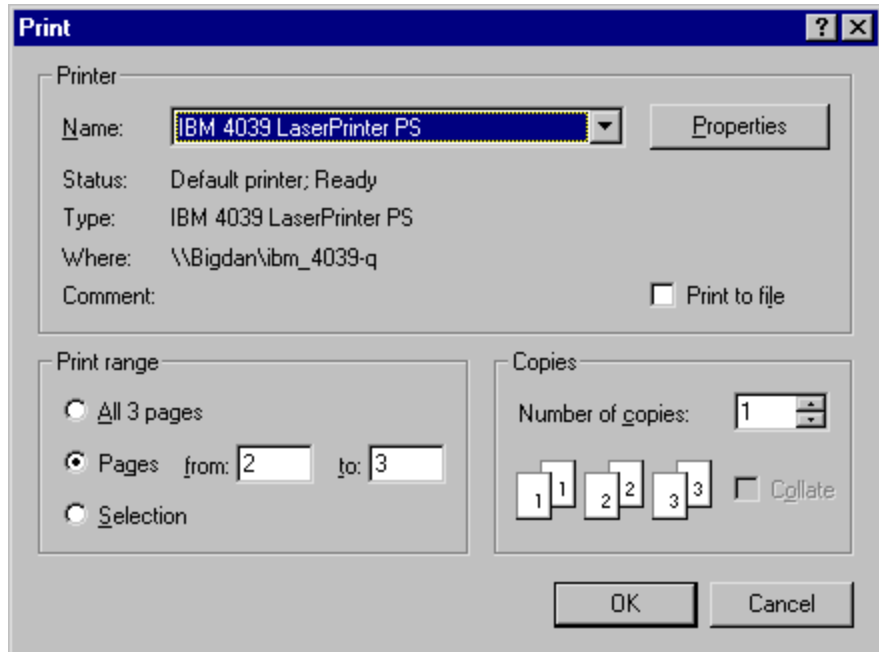 Print
Printer
Name: IBM 4039 LaserPrinter PS Properties
Status: Default printer; Ready
Type: IBM 4039 LaserPrinter PS
Where: \\Bigdan\ibm_4039-q
Comment: Print to file
Print range
All 3 pages
Pages from: 2 to: 3
Selection
Copies
Number of copies: 1
1 1 2 2 3 3 Collate
OK Cancel